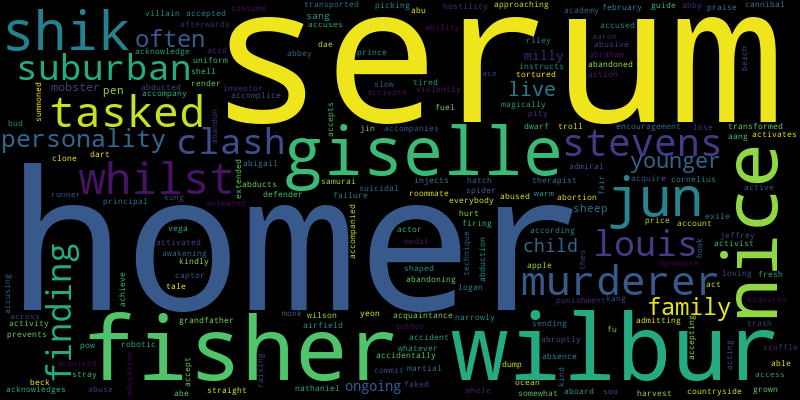 serum
homer
giselle
fisher
wilbur
shik
suburban
often
tasked
personality
clash
whilst
stevens
younger
milly
live
jun
nice
louis
child
murderer
family
finding
ongoing
villain
accepted
costume
transported
picking
abu
hostility
approaching
academy
february
guide
abby
praise
cannibal
afterwards
sang
accuses
ability
accused
aaron
abusive
acknowledge
acid
abbey
dae
prince
riley
abandoned
abraham
mobster
abducted
uniform
inventor
slow
tired
ace
instructs
tortured
action
beach
summoned
pen
accompany
shell
render
accomplice
activate
violently
magically
pity
bud
abandon
fuel
accepts
jin
accompanies
dwarf
troll
encouragement
lose
transformed
aang
activates
clone
dart
abigail
extended
abducts
samurai
suicidal
injects
hatch
therapist
admiral
fair
acquire
cornelius
active
runner
principal
kung
animated
defender
failure
roommate
spider
everybody
abused
warn
abortion
sheep
price
account
exile
vega
activated
awakening
kindly
captor
tale
accompanied
actor
medal
hurt
firing
according
technique
abduction
apple
theo
hook
jeffrey
activist
dynamite
loving
fresh
shaped
abandoning
logan
act
acquires
accusing
across
activity
prevents
achieve
grandfather
monk
wilson
airfield
yeon
acquaintance
author
accident
accidentally
narrowly
punishment
kang
sending
abruptly
absence
fu
admitting
accepting
acting
trash
scuffle
able
access
grown
pow
robotic
acquired
stray
beck
acknowledges
abuse
education
abe
accept
straight
raising
nathaniel
faked
commit
whatever
martial
whole
dump
ocean
somewhat
kind
aboard
soo
harvest
countryside